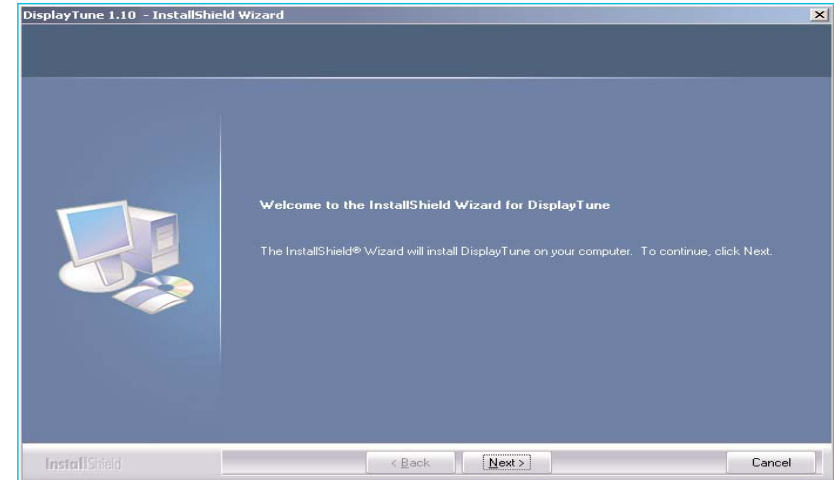 DisplayTune 1.10 - InstallShield Wizard
Welcome to the InstallShield Wizard for DisplayTune
The InstallShield® Wizard will install DisplayTune on your computer. To continue, click Next.
InstallShield
< Back Next > Cancel